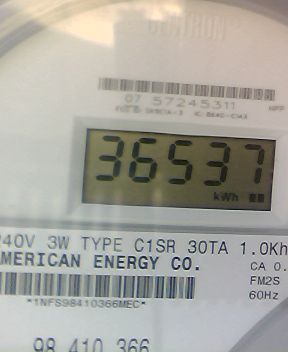 CENTRON
07 57245311
36537
kWh
240V 3W TYPE C1SR 30TA 1.0Kh
AMERICAN ENERGY CO.
CA 0.
FM2S
60Hz
*1NFS98410366MEC*
98 410 366